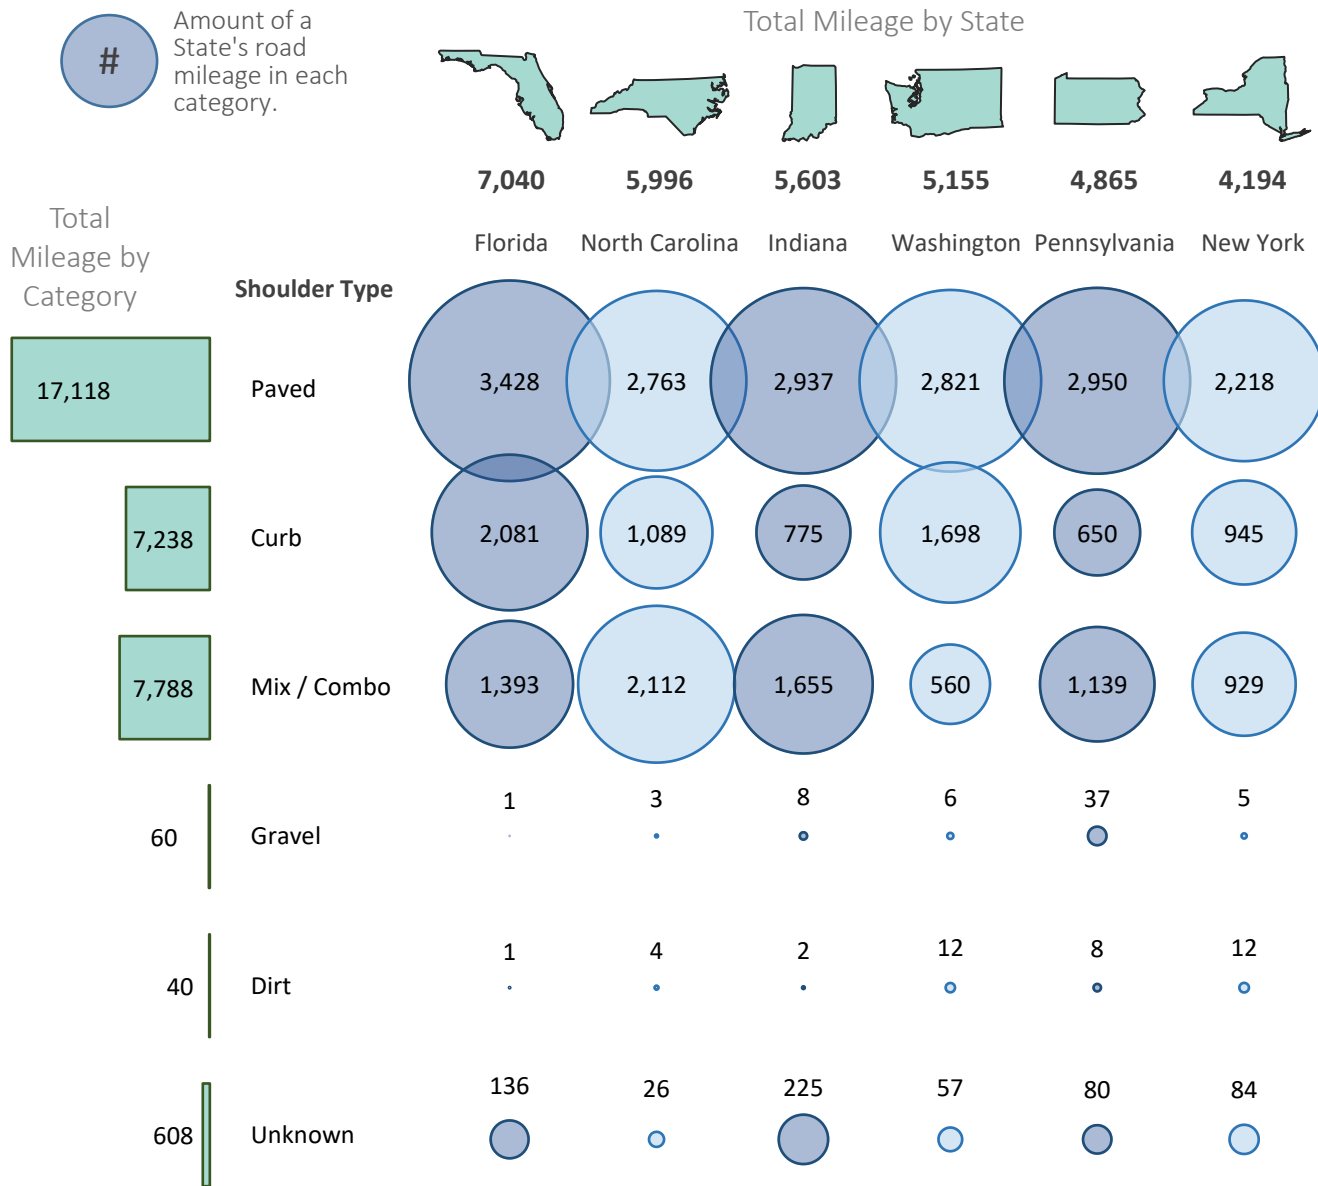 #
Amount of a
State's road
mileage in each
category.
Total Mileage by State
7,040 5,996 5,603 5,155 4,865 4,194
Florida North Carolina Indiana Washington Pennsylvania New York
Total
Mileage by
Category
Shoulder Type
17,118 Paved 3,428 2,763 2,937 2,821 2,950 2,218
7,238 Curb 2,081 1,089 775 1,698 650 945
7,788 Mix / Combo 1,393 2,112 1,655 560 1,139 929
60 Gravel 1 3 8 6 37 5
40 Dirt 1 4 2 12 8 12
608 Unknown 136 26 225 57 80 84